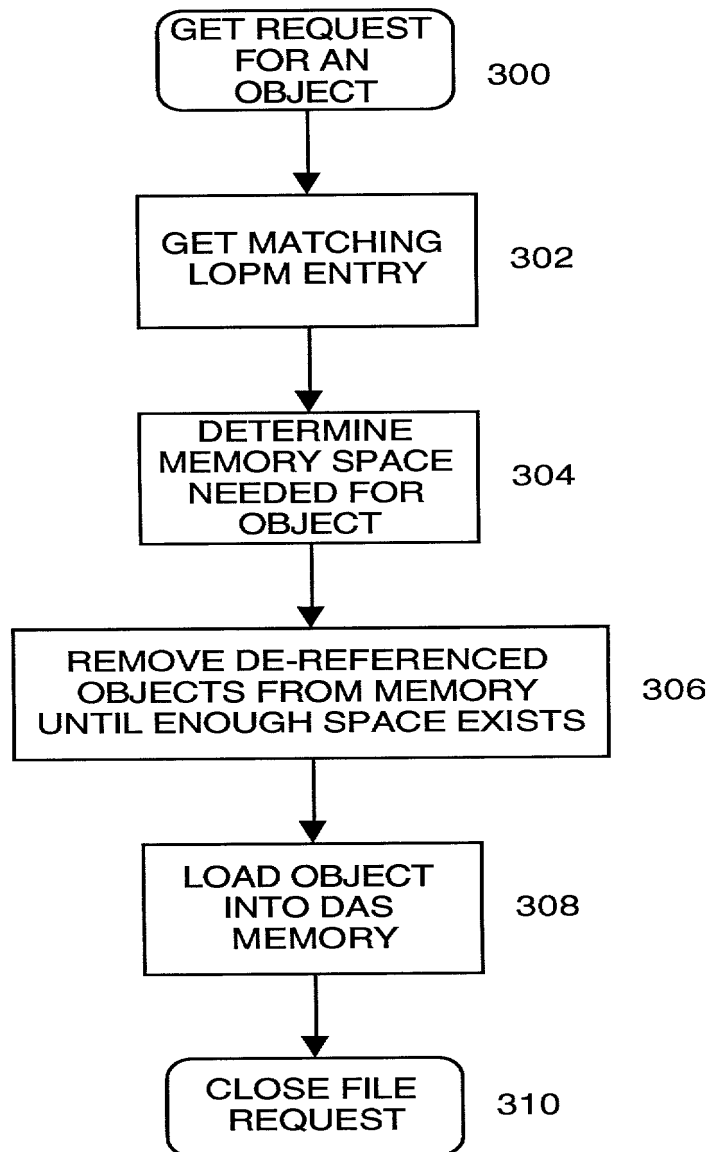 GET REQUEST
FOR AN
OBJECT
300
GET MATCHING
LOPM ENTRY
302
DETERMINE
MEMORY SPACE
NEEDED FOR
OBJECT
304
REMOVE DE-REFERENCED
OBJECTS FROM MEMORY
UNTIL ENOUGH SPACE EXISTS
306
LOAD OBJECT
INTO DAS
MEMORY
308
CLOSE FILE
REQUEST
310